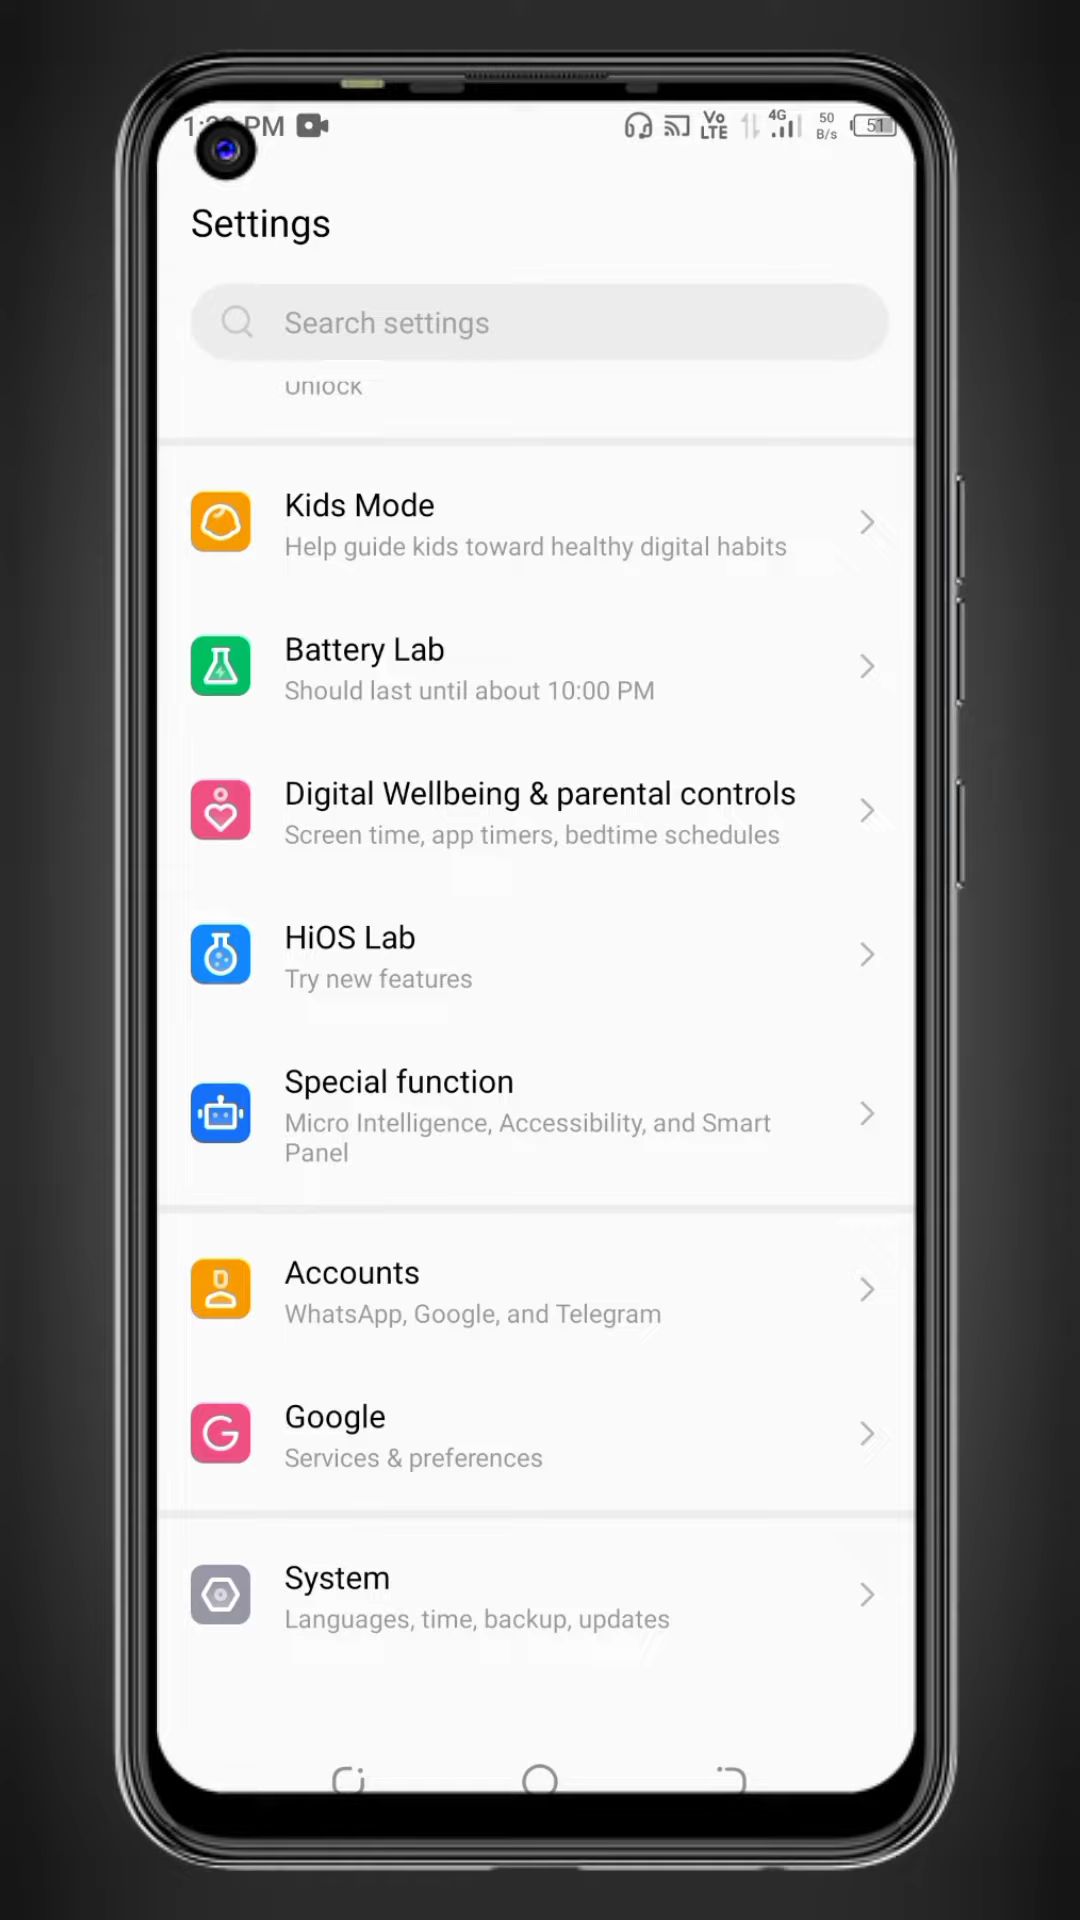 PM
Vo
LTE
4G
50
B/s
51
Settings
Search settings
Unlock
Kids Mode
Help guide kids toward healthy digital habits
Battery Lab
Should last until about 10:00 PM
Digital Wellbeing & parental controls
Screen time, app timers, bedtime schedules
HiOS Lab
Try new features
Special function
Micro Intelligence, Accessibility, and Smart
Panel
Accounts
WhatsApp, Google, and Telegram
Google
Services & preferences
System
Languages, time, backup, updates